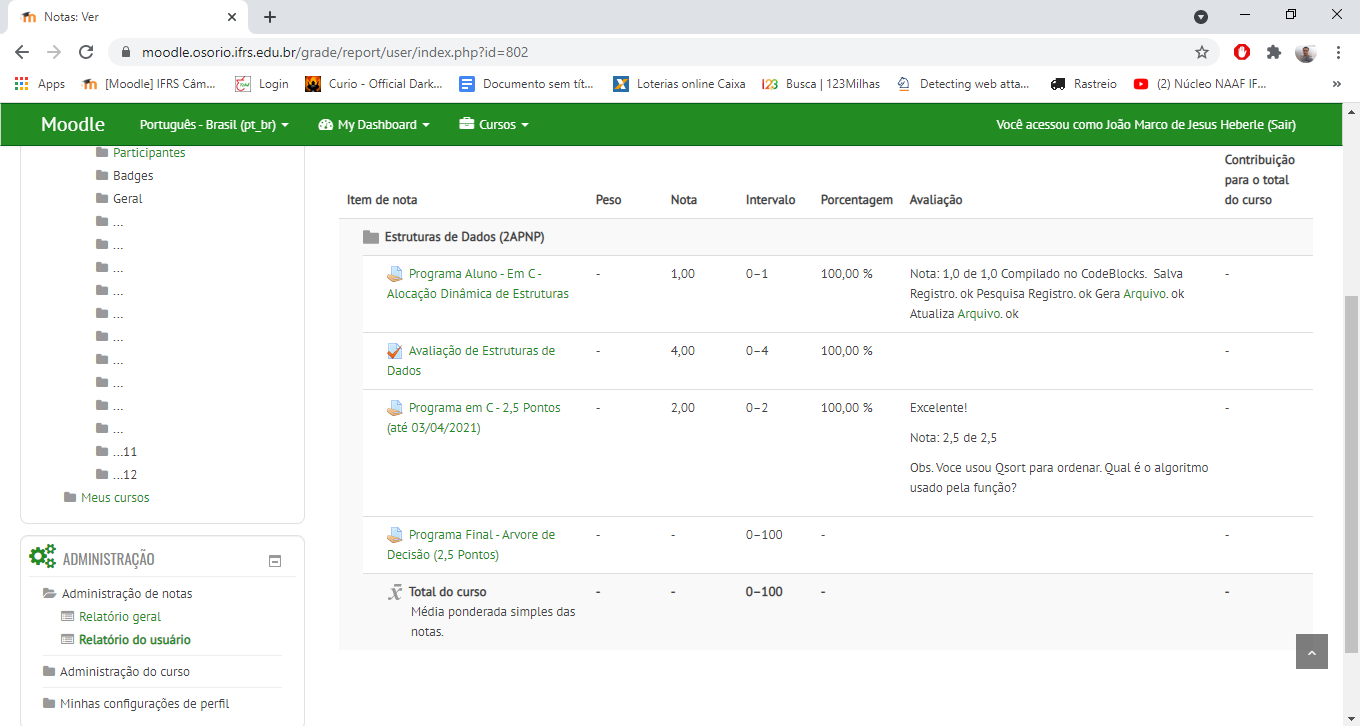 Notas: Ver
moodle.osorio.ifrs.edu.br/grade/report/user/index.php?id=802
Apps
[Moodle] IFRS Câm...
Login
Curio - Official Dark...
Documento sem tít...
Loterias online Caixa
123 Busca | 123Milhas
Detecting web atta...
Rastreio
(2) Núcleo NAAF IF...
»
Moodle
Português - Brasil (pt_br)
My Dashboard
Cursos
Você acessou como João Marco de Jesus Heberle (Sair)
Participantes
Badges
Geral
...
...
...
...
...
...
...
...
...
...
...11
...12
Meus cursos
ADMINISTRAÇÃO
Administração de notas
Relatório geral
Relatório do usuário
Administração do curso
Minhas configurações de perfil
Item de nota Peso Nota Intervalo Porcentagem Avaliação
Contribuição
para o total
do curso
Estruturas de Dados (2APNP)
Programa Aluno - Em C -
Alocação Dinâmica de Estruturas
- 1,00 0–1 100,00 %
Nota: 1,0 de 1,0 Compilado no CodeBlocks. Salva
Registro. ok Pesquisa Registro. ok Gera Arquivo. ok
Atualiza Arquivo. ok
-
Avaliação de Estruturas de
Dados
- 4,00 0–4 100,00 % -
Programa em C - 2,5 Pontos
(até 03/04/2021)
- 2,00 0–2 100,00 %
Excelente!
Nota: 2,5 de 2,5
Obs. Voce usou Qsort para ordenar. Qual é o algoritmo
usado pela função?
-
Programa Final - Arvore de
Decisão (2,5 Pontos)
- - 0–100 - -
Total do curso
Média ponderada simples das
notas.
- - 0–100 - -